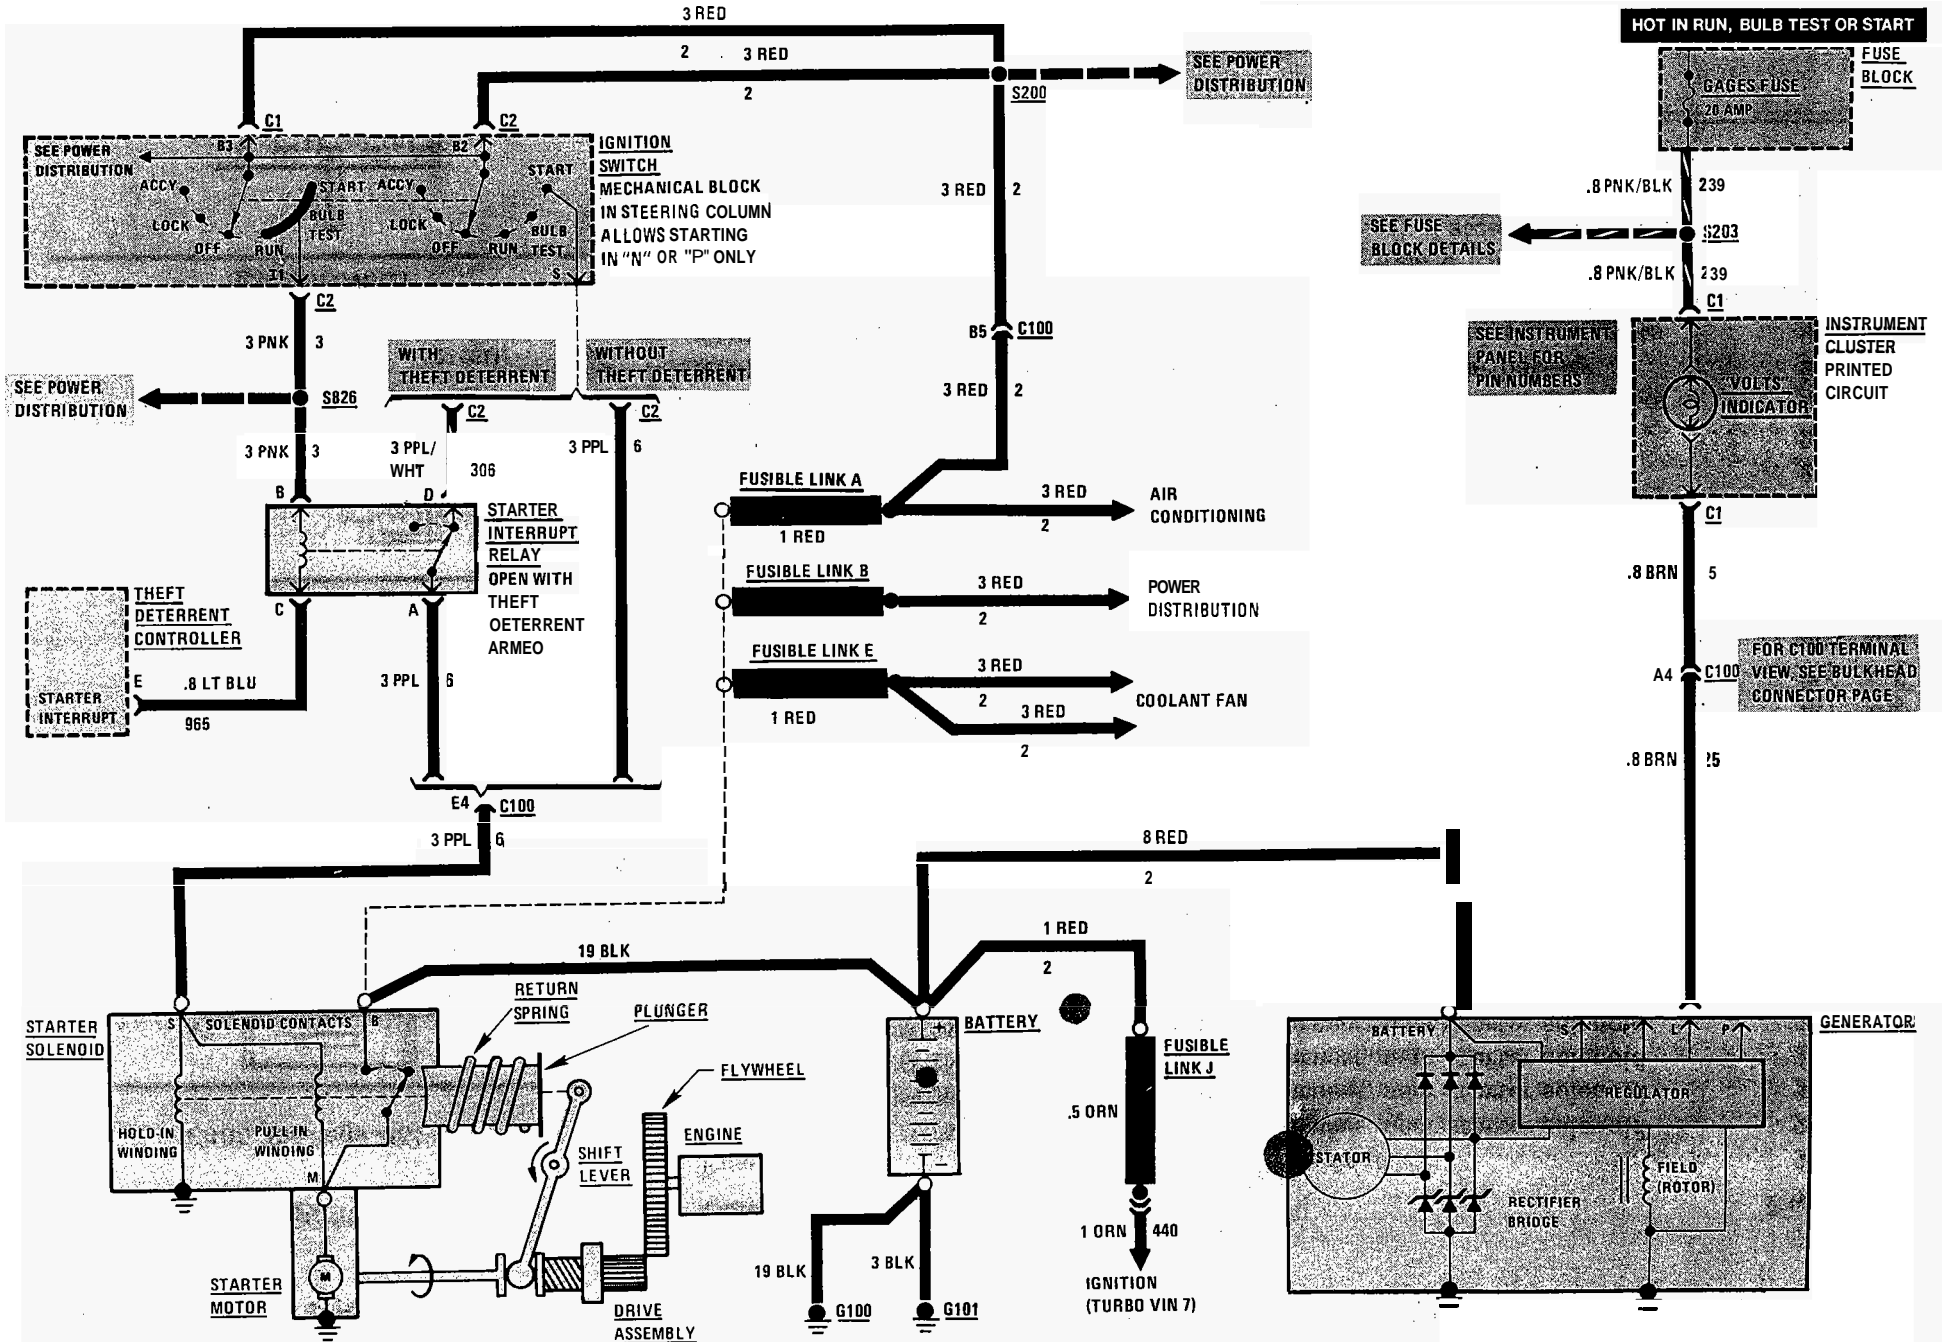 3 RED
2
3 RED
2
SEE POWER
DISTRIBUTION
S200
HOT IN RUN, BULB TEST OR START
FUSE
BLOCK
GAGES FUSE
20 AMP
C1
C2
IGNITION
SWITCH
MECHANICAL BLOCK
IN STEERING COLUMN
ALLOWS STARTING
IN "N" OR "P" ONLY
SEE POWER
DISTRIBUTION
B3
B2
START
ACCY
LOCK
OFF
RUN
BULB
TEST
START
ACCY
LOCK
OFF
RUN
BULB
TEST
I1
S
C2
3 RED
2
.8 PNK/BLK
239
SEE FUSE
BLOCK DETAILS
S203
.8 PNK/BLK
239
C1
3 PNK
3
WITH
THEFT DETERRENT
WITHOUT
THEFT DETERRENT
B5
C100
SEE INSTRUMENT
PANEL FOR
PIN NUMBERS
VOLTS
INDICATOR
INSTRUMENT
CLUSTER
PRINTED
CIRCUIT
SEE POWER
DISTRIBUTION
S826
C2
C2
3 RED
2
3 PNK
3
3 PPL/
WHT
306
3 PPL
6
B
D
STARTER
INTERRUPT
RELAY
OPEN WITH
THEFT
OETERRENT
ARMEO
FUSIBLE LINK A
1 RED
3 RED
2
AIR
CONDITIONING
C1
FUSIBLE LINK B
3 RED
2
POWER
DISTRIBUTION
.8 BRN
5
THEFT
DETERRENT
CONTROLLER
C
A
FUSIBLE LINK E
1 RED
3 RED
2
3 RED
2
COOLANT FAN
A4
C100
FOR C100 TERMINAL
VIEW, SEE BULKHEAD
CONNECTOR PAGE
E
STARTER
INTERRUPT
.8 LT BLU
965
3 PPL
6
.8 BRN
25
E4
C100
3 PPL
6
8 RED
2
19 BLK
1 RED
2
STARTER
SOLENOID
S
SOLENOID CONTACTS
B
RETURN
SPRING
PLUNGER
BATTERY
+
−
FUSIBLE
LINK J
BATTERY
S
F
L
P
GENERATOR
REGULATOR
HOLD-IN
WINDING
PULL-IN
WINDING
M
FLYWHEEL
ENGINE
SHIFT
LEVER
.5 ORN
STATOR
FIELD
(ROTOR)
RECTIFIER
BRIDGE
M
STARTER
MOTOR
DRIVE
ASSEMBLY
19 BLK
3 BLK
G100
G101
1 ORN
440
IGNITION
(TURBO VIN 7)